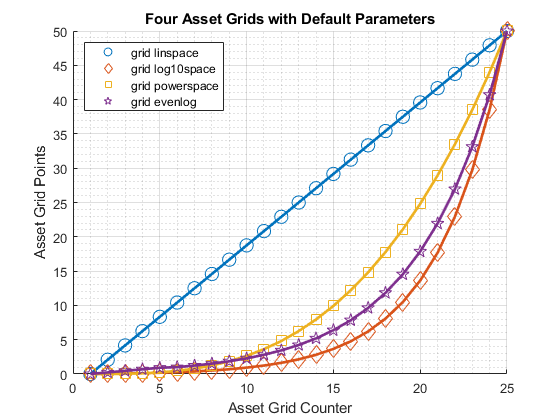 Four Asset Grids with Default Parameters
grid linspace
grid log10space
grid powerspace
grid evenlog
50
45
40
35
30
25
20
15
10
5
0
Asset Grid Points
0 5 10 15 20 25
Asset Grid Counter